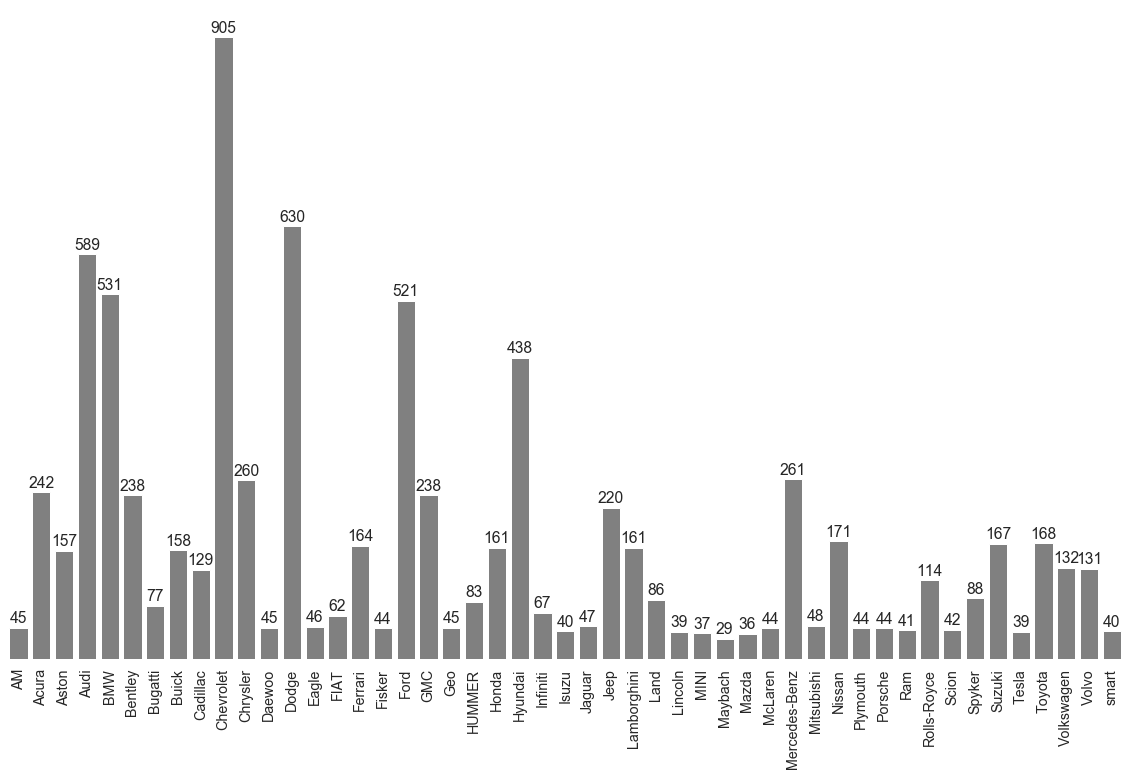 905
630
589
531
521
438
242
157
238
158
129
77
260
261
164
238
220
161
161
171
167
168
132
131
114
88
86
83
67
62
45
45
46
44
45
40
47
39
37
29
36
44
48
44
44
41
42
39
40
AM
Acura
Aston
Audi
BMW
Bentley
Bugatti
Buick
Cadillac
Chevrolet
Chrysler
Daewoo
Dodge
Eagle
FIAT
Ferrari
Fisker
Ford
GMC
Geo
HUMMER
Honda
Hyundai
Infiniti
Isuzu
Jaguar
Jeep
Lamborghini
Land
Lincoln
MINI
Maybach
Mazda
McLaren
Mercedes-Benz
Mitsubishi
Nissan
Plymouth
Porsche
Ram
Rolls-Royce
Scion
Spyker
Suzuki
Tesla
Toyota
Volkswagen
Volvo
smart